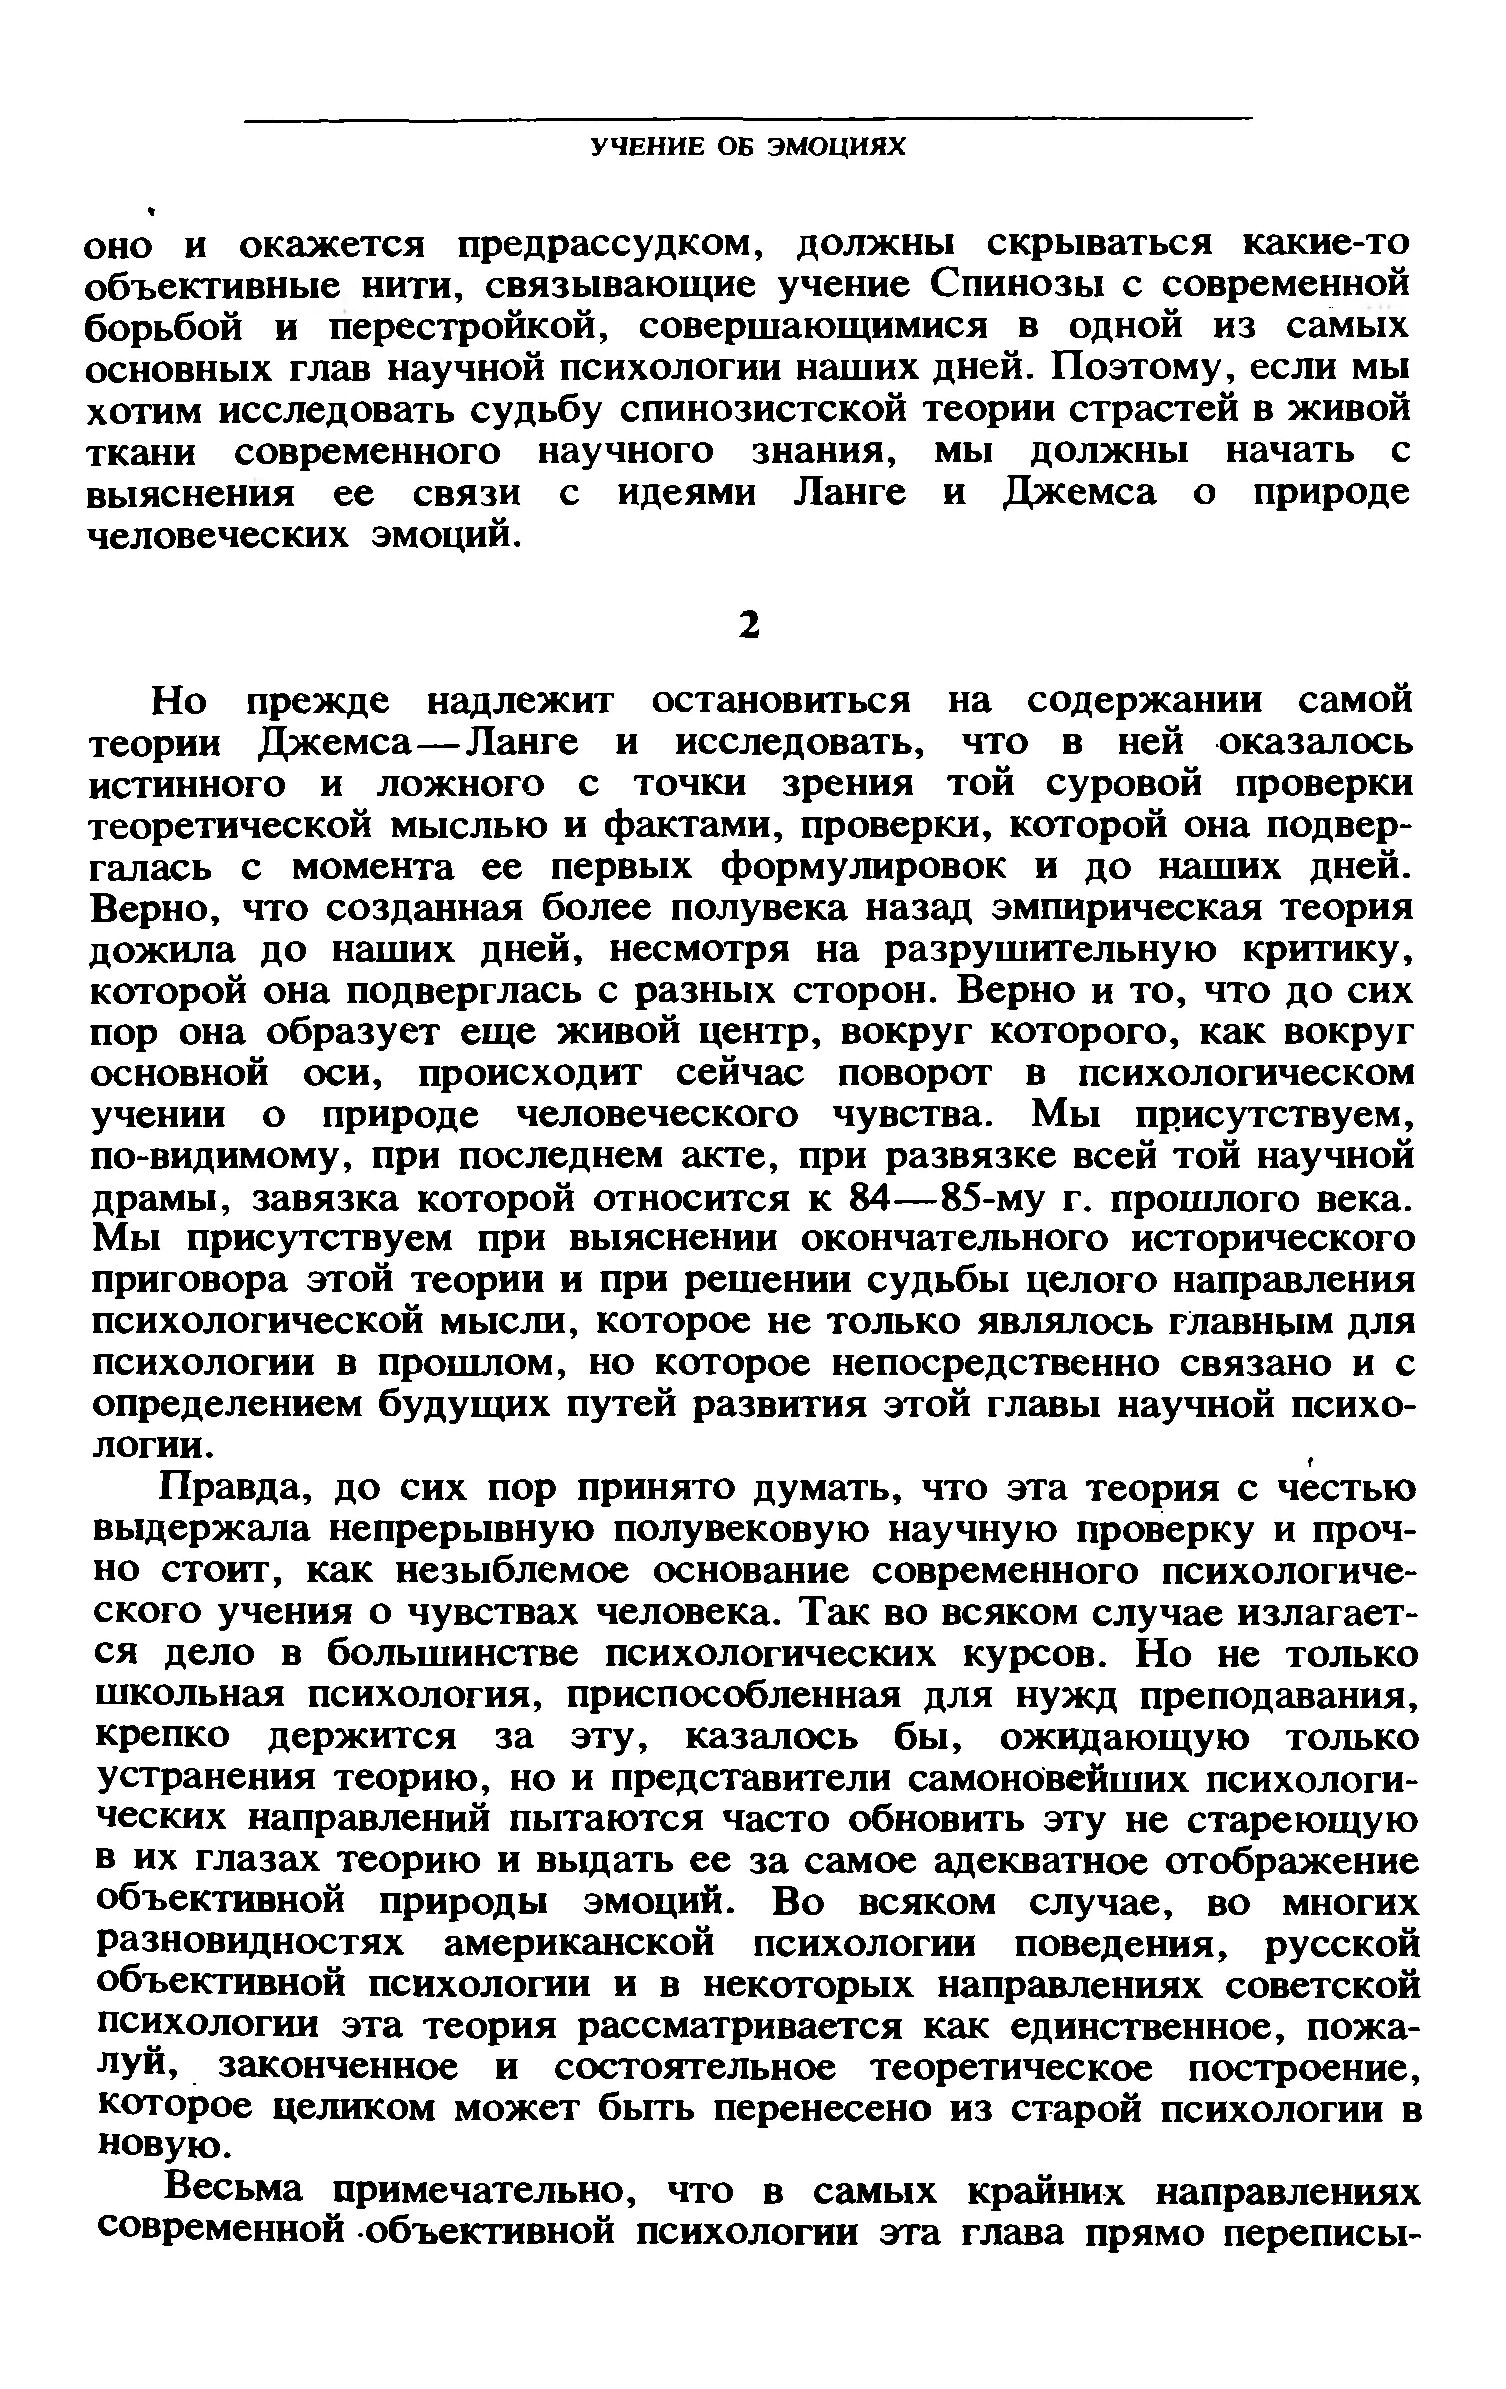 УЧЕНИЕ ОБ ЭМОЦИЯХ
оно и окажется предрассудком, должны скрываться какие-то
объективные нити, связывающие учение Спинозы с современной
борьбой и перестройкой, совершающимися в одной из самых
основных глав научной психологии наших дней. Поэтому, если мы
хотим исследовать судьбу спинозистской теории страстей в живой
ткани современного научного знания, мы должны начать с
выяснения ее связи с идеями Ланге и Джемса о природе
человеческих эмоций.
2
Но прежде надлежит остановиться на содержании самой
теории Джемса—Ланге и исследовать, что в ней оказалось
истинного и ложного с точки зрения той суровой проверки
теоретической мыслью и фактами, проверки, которой она подвер-
галась с момента ее первых формулировок и до наших дней.
Верно, что созданная более полувека назад эмпирическая теория
дожила до наших дней, несмотря на разрушительную критику,
которой она подверглась с разных сторон. Верно и то, что до сих
пор она образует еще живой центр, вокруг которого, как вокруг
основной оси, происходит сейчас поворот в психологическом
учении о природе человеческого чувства. Мы присутствуем,
по-видимому, при последнем акте, при развязке всей той научной
драмы, завязка которой относится к 84—85-му г. прошлого века.
Мы присутствуем при выяснении окончательного исторического
приговора этой теории и при решении судьбы целого направления
психологической мысли, которое не только являлось главным для
психологии в прошлом, но которое непосредственно связано и с
определением будущих путей развития этой главы научной психо-
логии.
Правда, до сих пор принято думать, что эта теория с честью
выдержала непрерывную полувековую научную проверку и проч-
но стоит, как незыблемое основание современного психологиче-
ского учения о чувствах человека. Так во всяком случае излагает-
ся дело в большинстве психологических курсов. Но не только
школьная психология, приспособленная для нужд преподавания,
крепко держится за эту, казалось бы, ожидающую только
устранения теорию, но и представители самоновейших психологи-
ческих направлений пытаются часто обновить эту не стареющую
в их глазах теорию и выдать ее за самое адекватное отображение
объективной природы эмоций. Во всяком случае, во многих
разновидностях американской психологии поведения, русской
объективной психологии и в некоторых направлениях советской
психологии эта теория рассматривается как единственное, пожа-
луй, законченное и состоятельное теоретическое построение,
которое целиком может быть перенесено из старой психологии в
новую.
Весьма примечательно, что в самых крайних направлениях
современной объективной психологии эта глава прямо переписы-